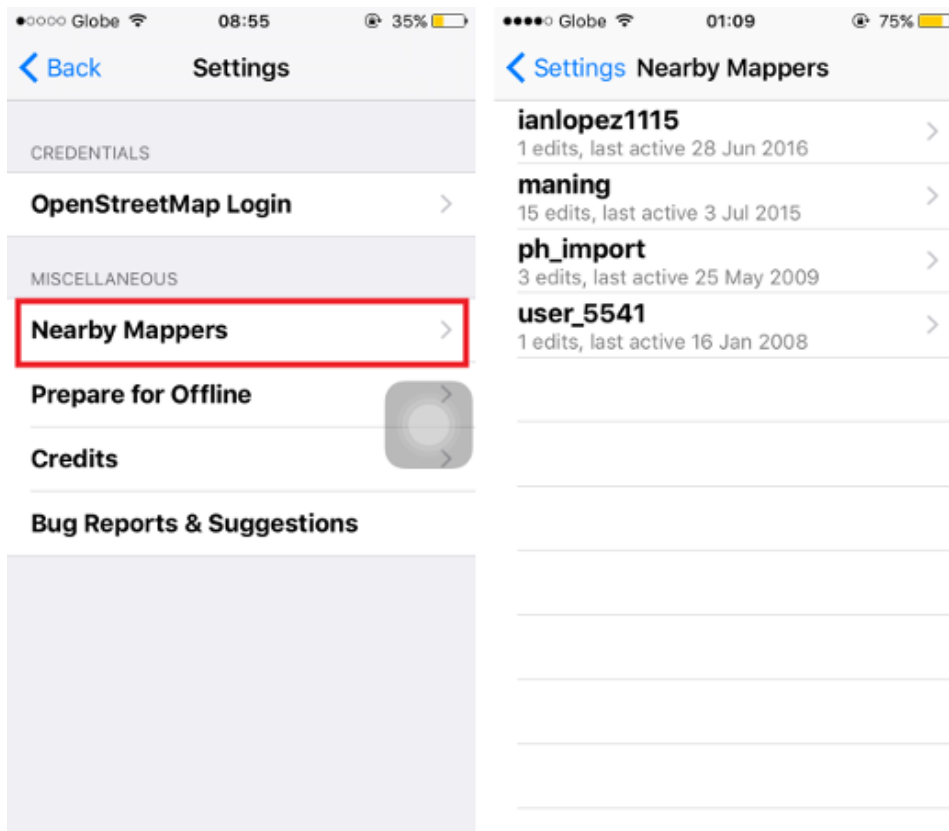 Globe 08:55 35%
Back Settings
CREDENTIALS
OpenStreetMap Login
MISCELLANEOUS
Nearby Mappers
Prepare for Offline
Credits
Bug Reports & Suggestions
Globe 01:09 75%
Settings Nearby Mappers
ianlopez1115
1 edits, last active 28 Jun 2016
maning
15 edits, last active 3 Jul 2015
ph_import
3 edits, last active 25 May 2009
user_5541
1 edits, last active 16 Jan 2008